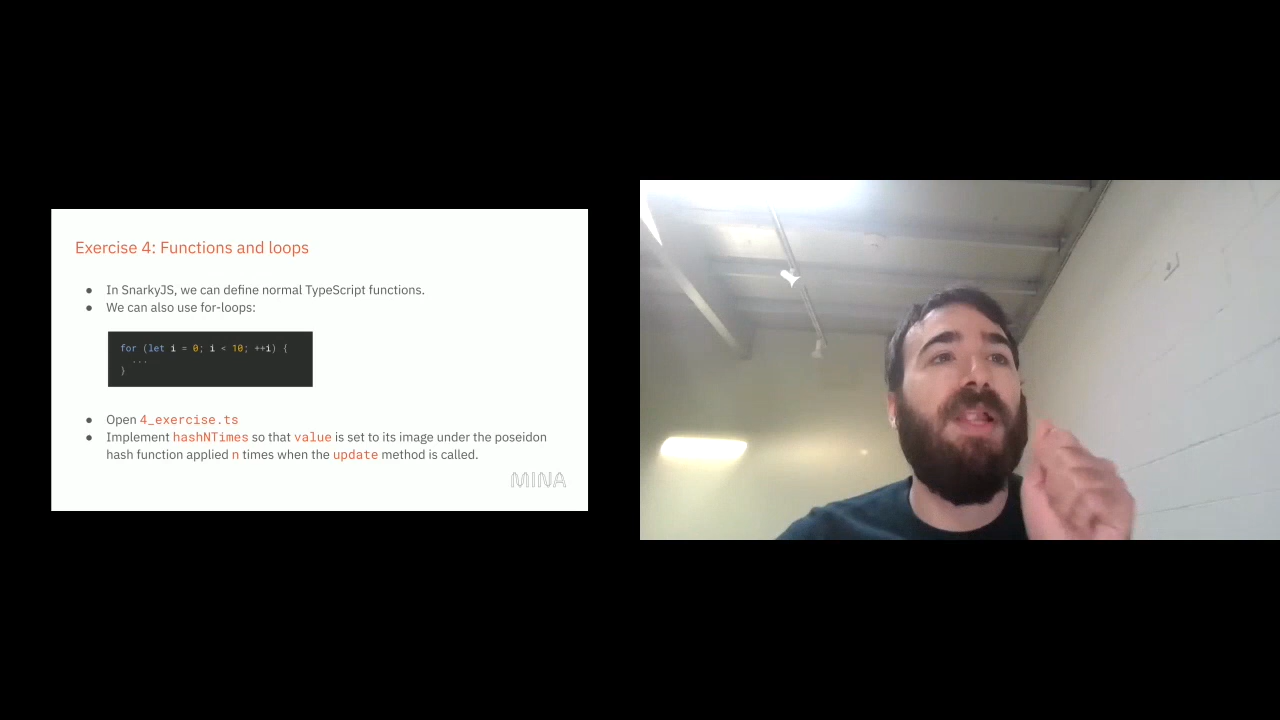 Exercise 4: Functions and loops
● In SnarkyJS, we can define normal TypeScript functions.
● We can also use for-loops:
for (let i = 0; i < 10; ++i) {
...
}
● Open 4_exercise.ts
● Implement hashNTimes so that value is set to its image under the poseidon
hash function applied n times when the update method is called.
MINA